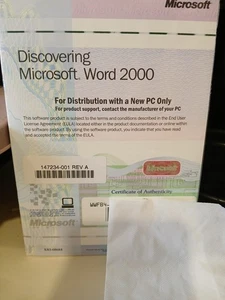 Microsoft
Discovering
Microsoft® Word 2000
For Distribution with a New PC Only
For product support, contact the manufacturer of your PC
This software product is subject to the terms and conditions described in the End User
License Agreement (EULA) located either in the product documentation or online within
the software product. By using the software product, you indicate that you have read
and accepted the terms of the EULA.
147234-001 REV A
Microsoft
Certificate of Authenticity
WWF84
Microsoft